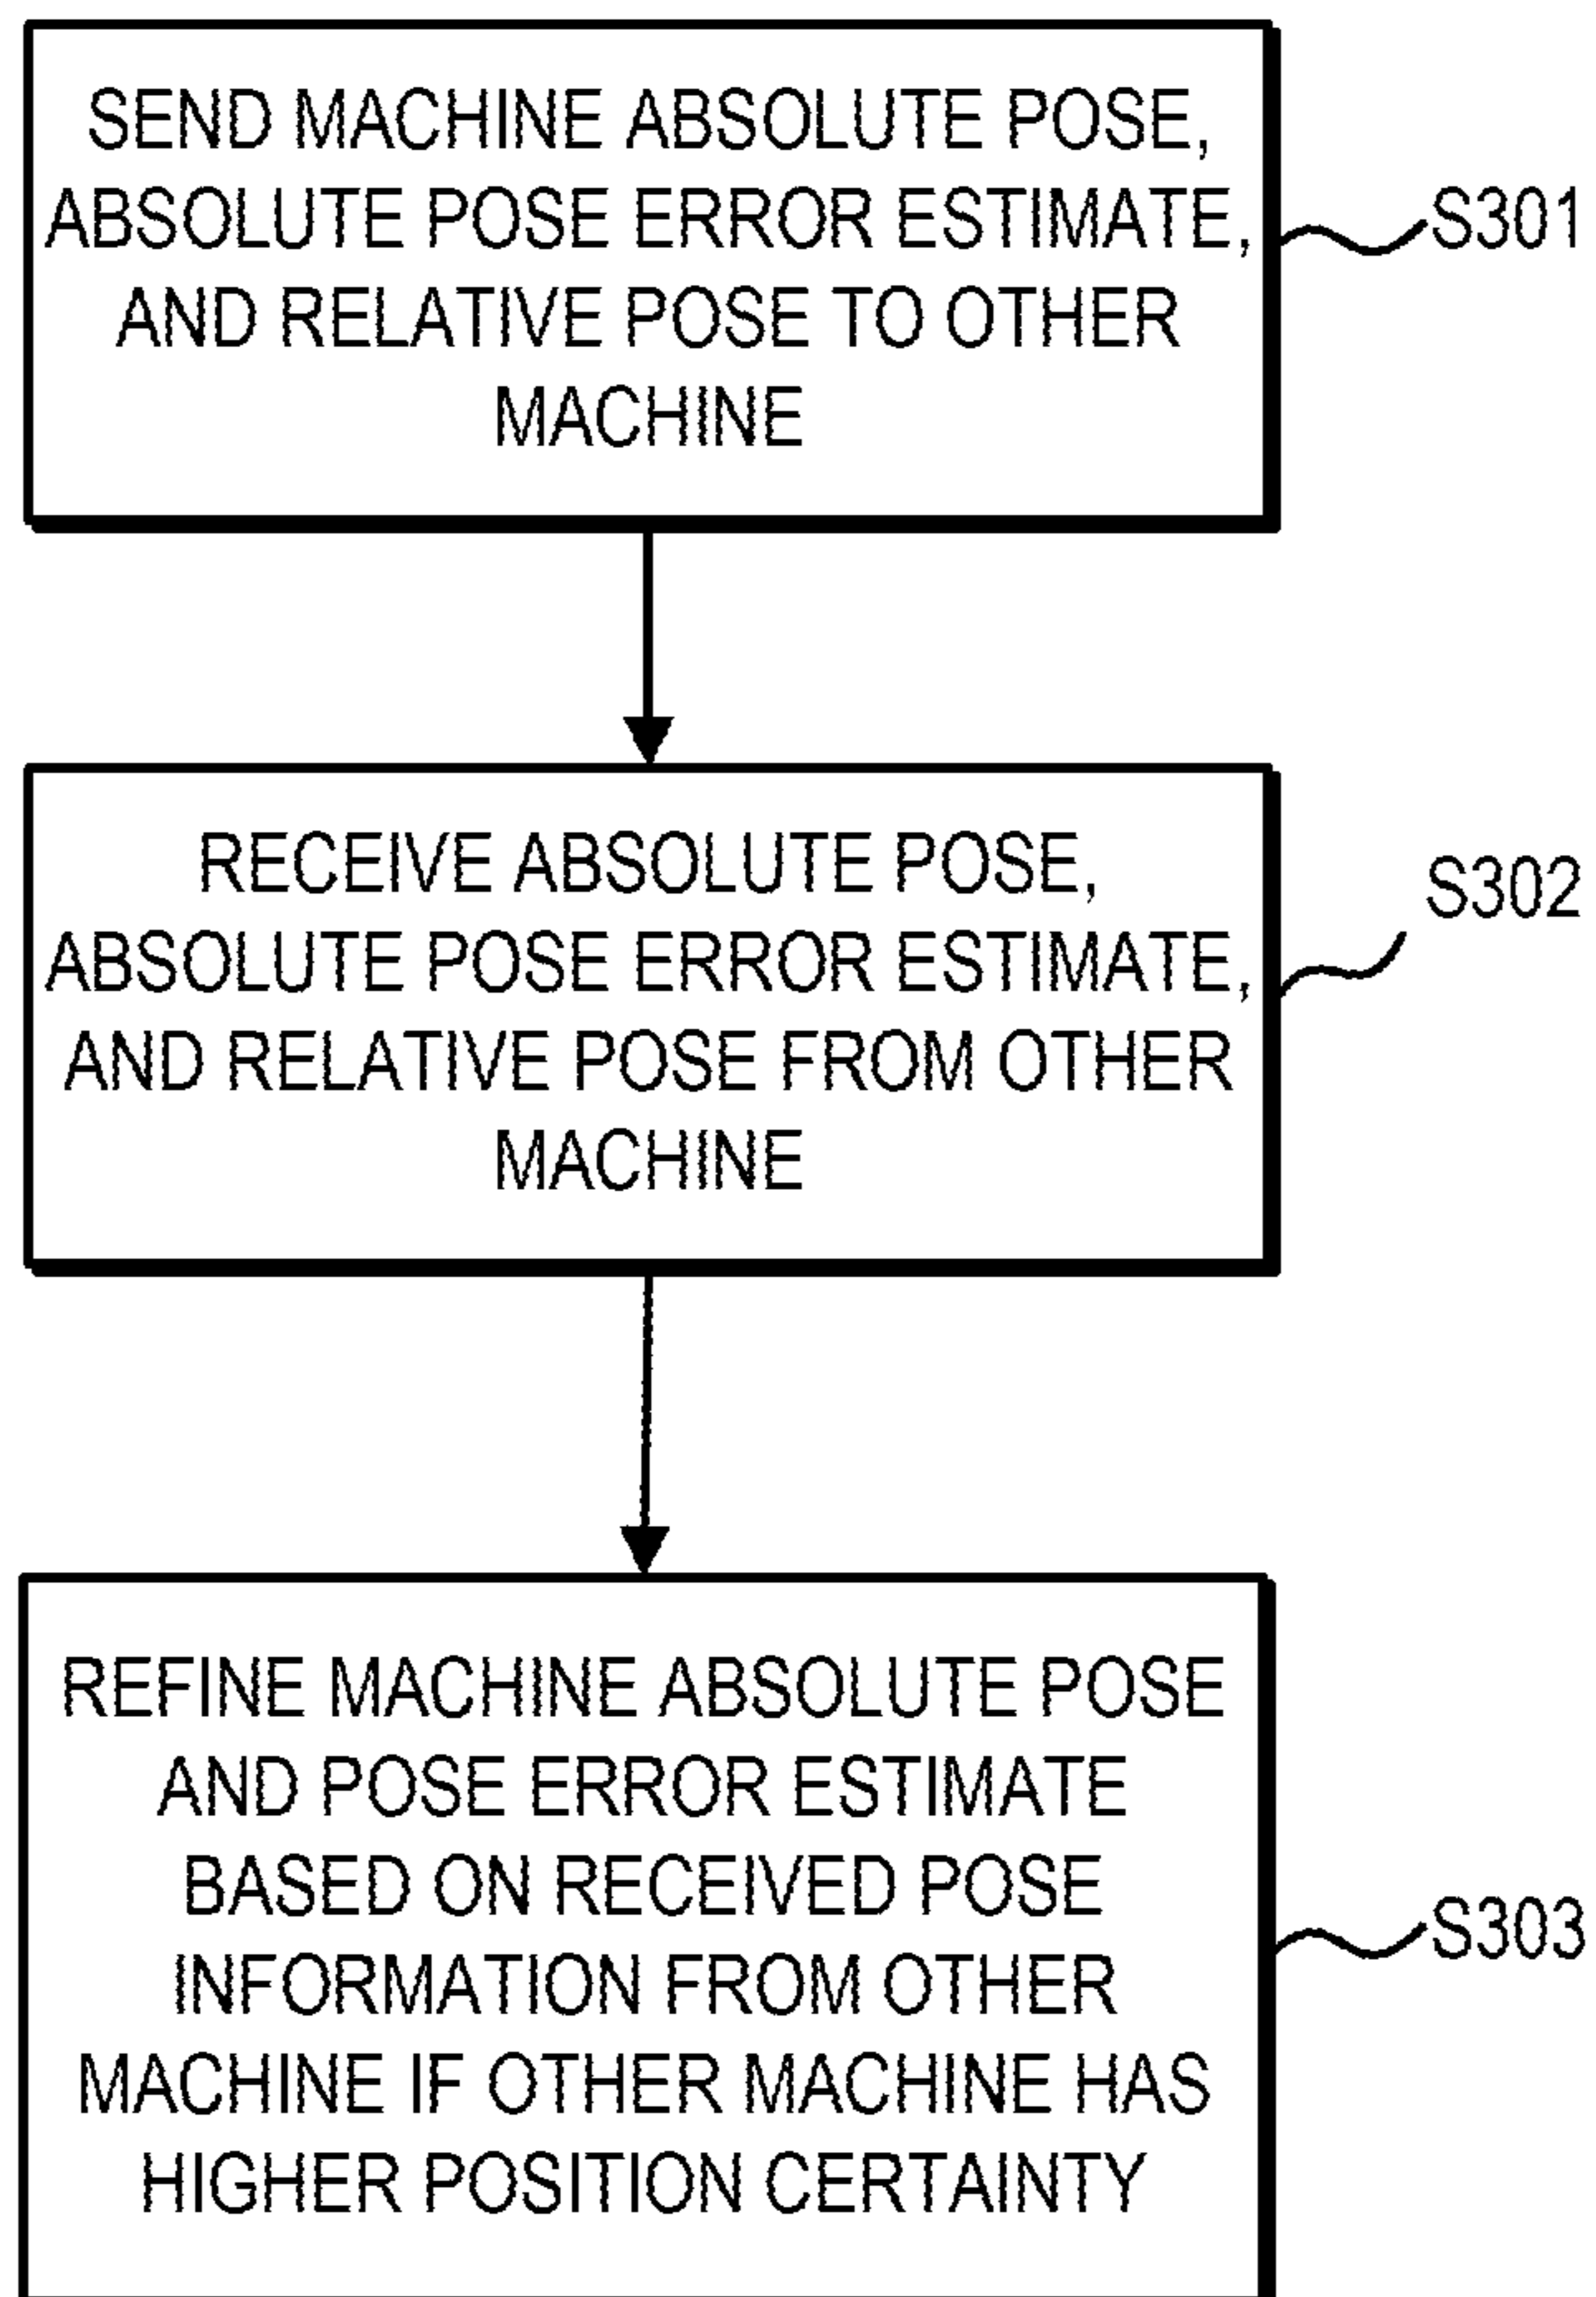 SEND MACHINE ABSOLUTE POSE,
ABSOLUTE POSE ERROR ESTIMATE,
AND RELATIVE POSE TO OTHER
MACHINE
S301
RECEIVE ABSOLUTE POSE,
ABSOLUTE POSE ERROR ESTIMATE,
AND RELATIVE POSE FROM OTHER
MACHINE
S302
REFINE MACHINE ABSOLUTE POSE
AND POSE ERROR ESTIMATE
BASED ON RECEIVED POSE
INFORMATION FROM OTHER
MACHINE IF OTHER MACHINE HAS
HIGHER POSITION CERTAINTY
S303